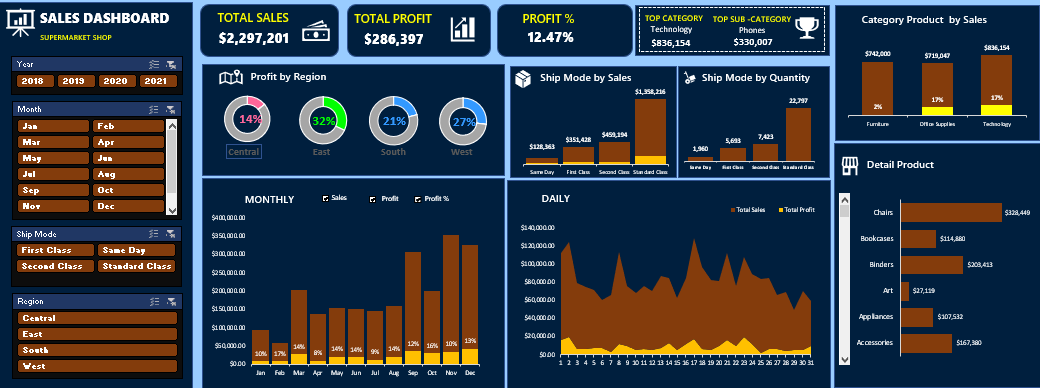 SALES DASHBOARD
SUPERMARKET SHOP
TOTAL SALES
$2,297,201
TOTAL PROFIT
$286,397
PROFIT %
12.47%
TOP CATEGORY
Technology
$836,154
TOP SUB -CATEGORY
Phones
$330,007
Year
2018 2019 2020 2021
Month
Jan Feb
Mar Apr
May Jun
Jul Aug
Sep Oct
Nov Dec
Ship Mode
First Class Same Day
Second Class Standard Class
Region
Central
East
South
West
Profit by Region
14% 32% 21% 27%
Central East South West
Ship Mode by Sales
$1,358,216
$459,194
$351,428
$128,363
Same Day First Class Second Class Standard Class
Ship Mode by Quantity
22,797
7,423
5,693
1,960
Same Day First Class Second Class Standard Class
Category Product by Sales
$742,000 $719,047 $836,154
2% 17% 17%
Furniture Office Supplies Technology
MONTHLY
Sales Profit Profit %
$400,000.00
$350,000.00
$300,000.00
$250,000.00
$200,000.00
$150,000.00
$100,000.00
$50,000.00
$0.00
10% 17% 14% 8% 14% 14% 9% 14% 12% 16% 10% 13%
Jan Feb Mar Apr May Jun Jul Aug Sep Oct Nov Dec
DAILY
Total Sales Total Profit
$140,000.00
$120,000.00
$100,000.00
$80,000.00
$60,000.00
$40,000.00
$20,000.00
$0.00
1 2 3 4 5 6 7 8 9 10 11 12 13 14 15 16 17 18 19 20 21 22 23 24 25 26 27 28 29 30 31
Detail Product
Chairs $328,449
Bookcases $114,880
Binders $203,413
Art $27,119
Appliances $107,532
Accessories $167,380